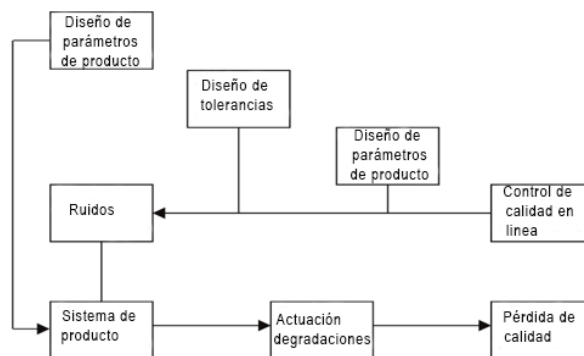 Diseño de
parámetros
de producto
Diseño de
tolerancias
Diseño de
parámetros
de producto
Ruidos
Control de
calidad en
linea
Sistema de
producto
Actuación
degradaciones
Pérdida de
calidad